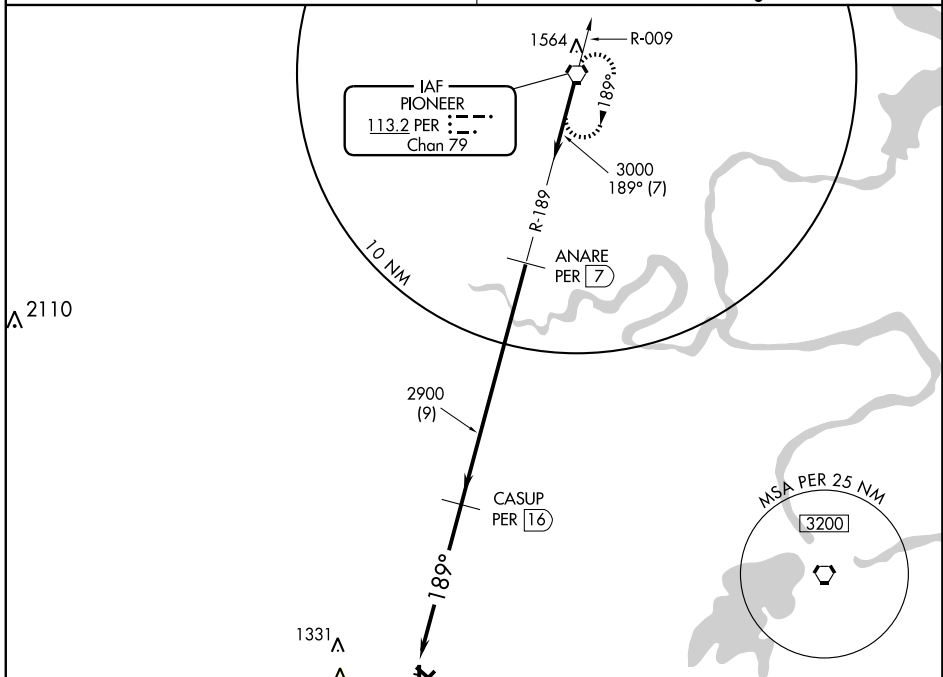 1564
R-009
IAF
PIONEER
113.2 PER
Chan 79
189°
3000
189° (7)
R-189
ANARE
PER 7
10 NM
2110
2900
(9)
CASUP
PER 16
MSA PER 25 NM
3200
189°
1331